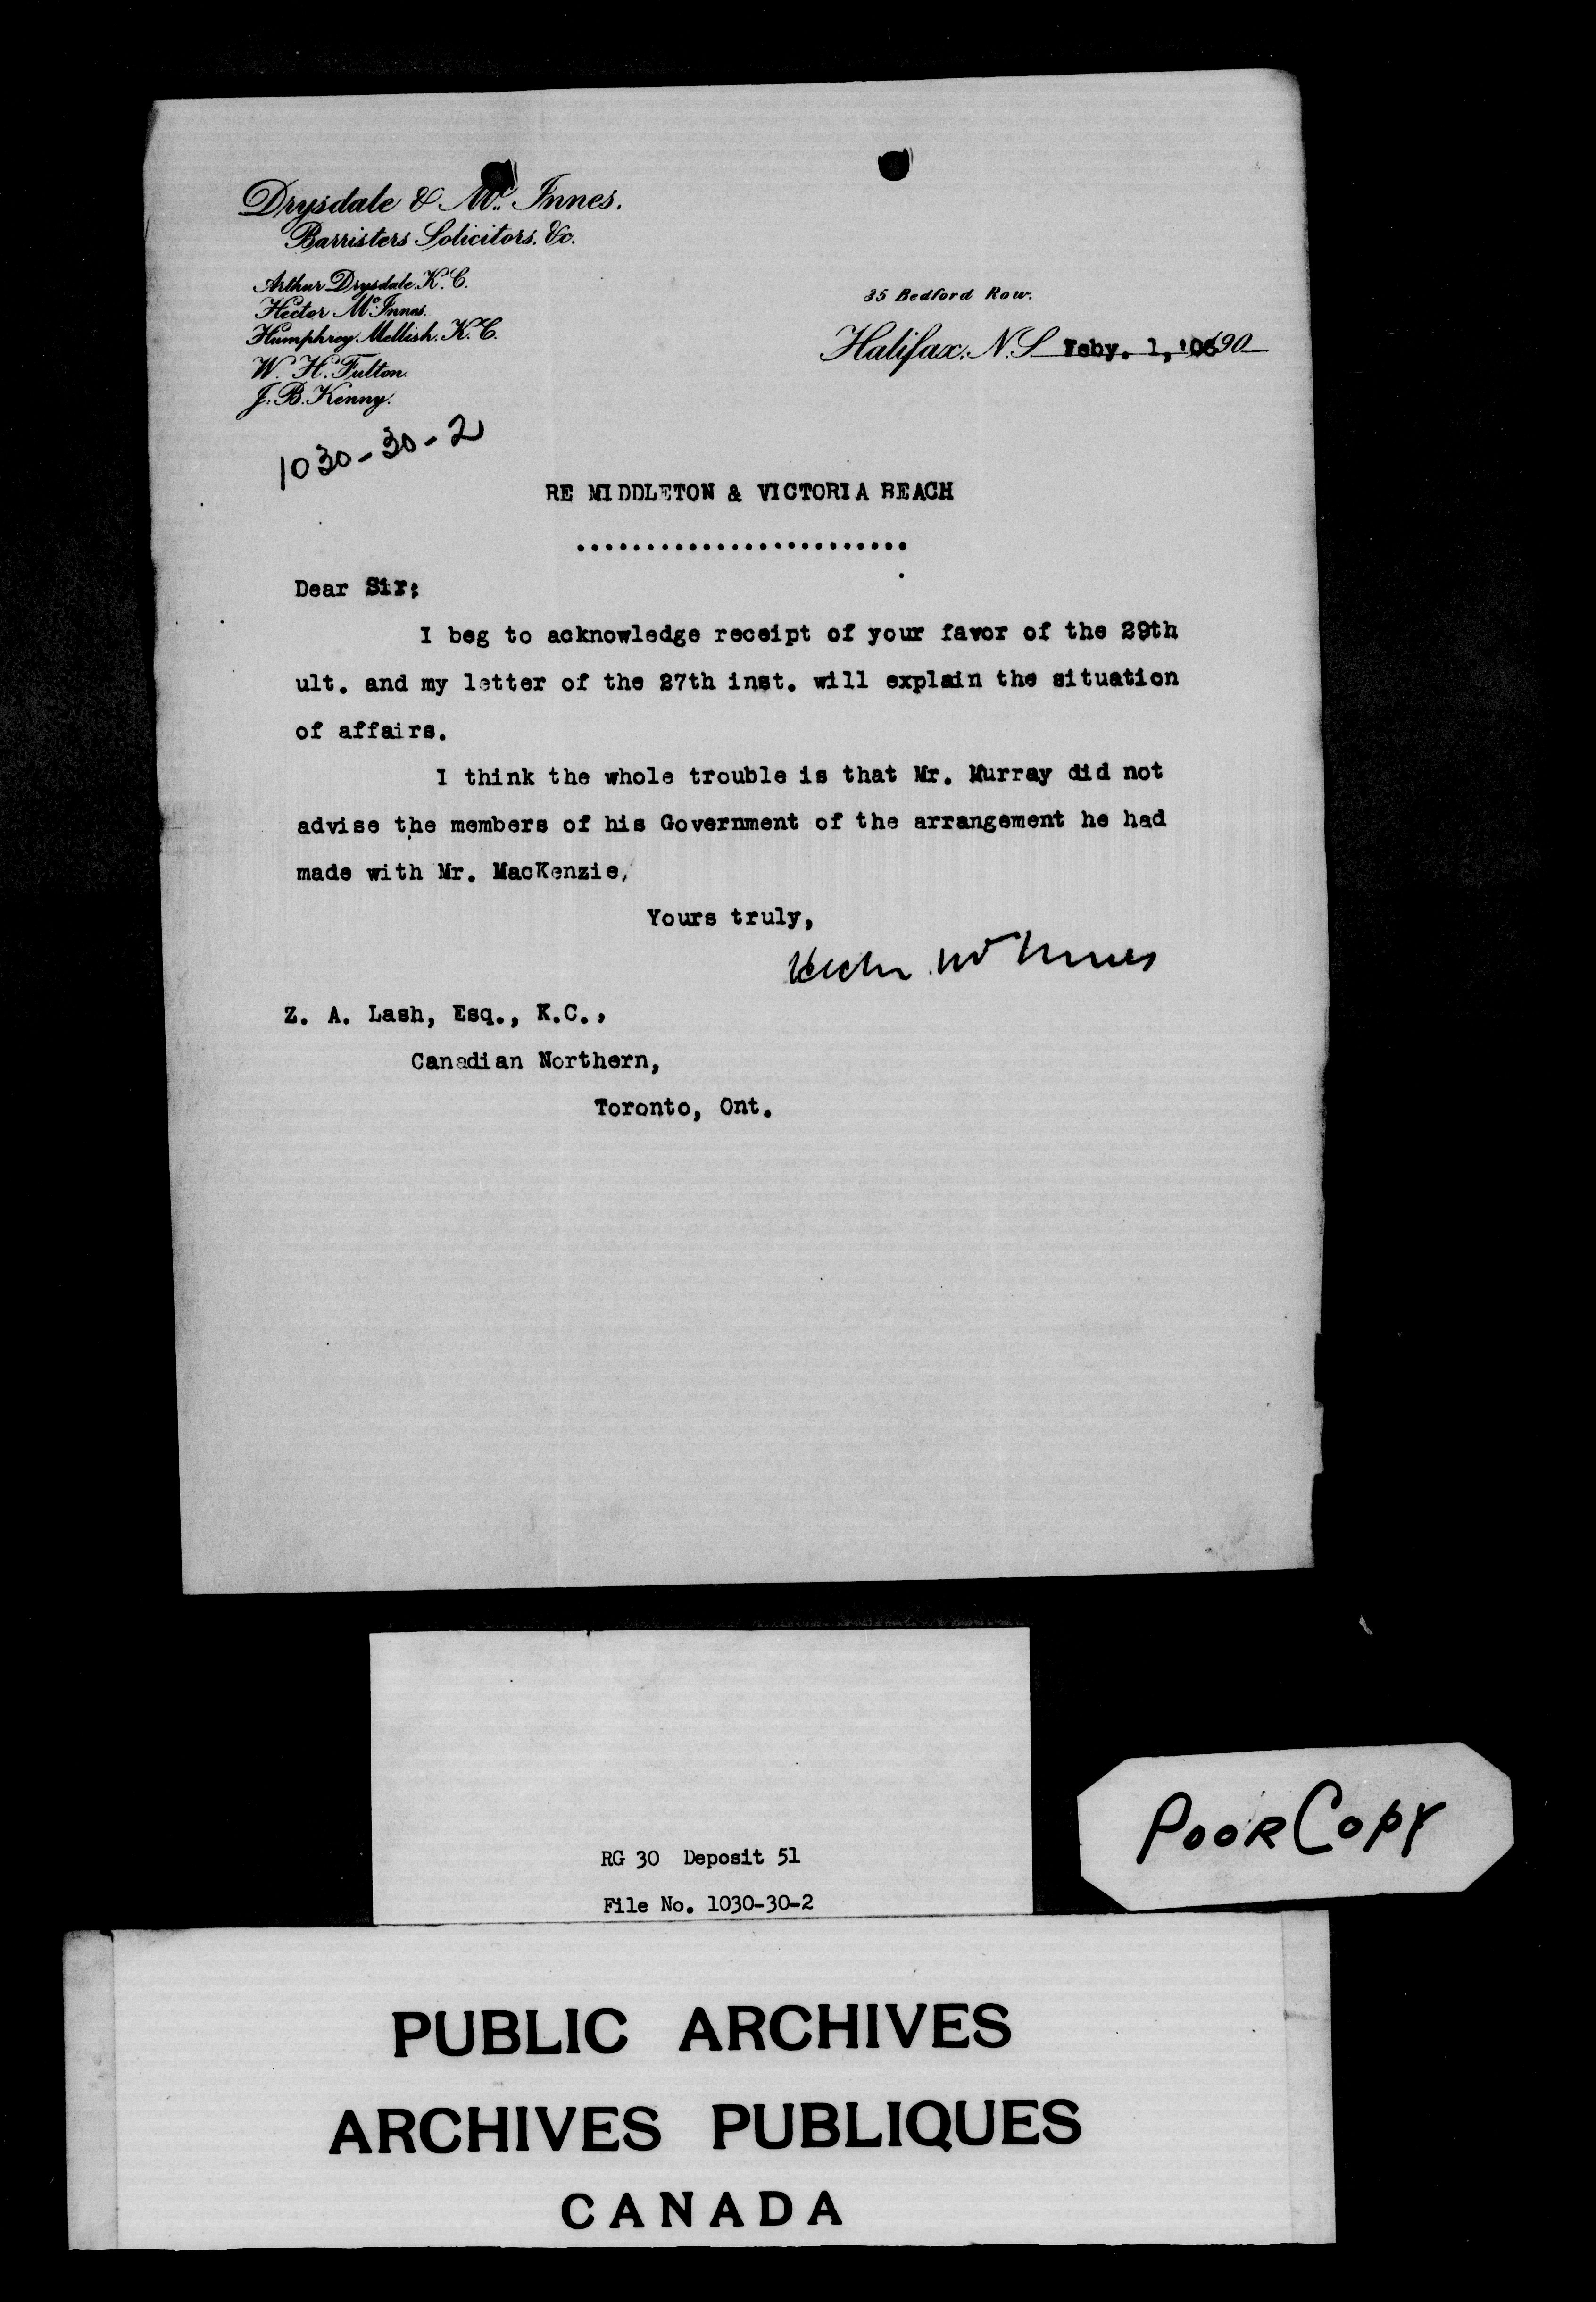 Drysdale & Mc. Innes.
Barristers Solicitors. &c.
Arthur Drysdale K.C.
Hector McInnes.
Humphrey Mellish. K.C.
W. H. Fulton.
J. B. Kenny.
35 Bedford Row.
Halifax. N.S. Feby. 1, '06 190
1030-30-2
RE MIDDLETON & VICTORIA BEACH
........................
Dear Sir:
I beg to acknowledge receipt of your favor of the 29th
ult. and my letter of the 27th inst. will explain the situation
of affairs.
I think the whole trouble is that Mr. Murray did not
advise the members of his Government of the arrangement he had
made with Mr. MacKenzie,
Yours truly,
Hector McInnes
Z. A. Lash, Esq., K.C.,
Canadian Northern,
Toronto, Ont.
RG 30 Deposit 51
File No. 1030-30-2
Poor Copy
PUBLIC ARCHIVES
ARCHIVES PUBLIQUES
CANADA